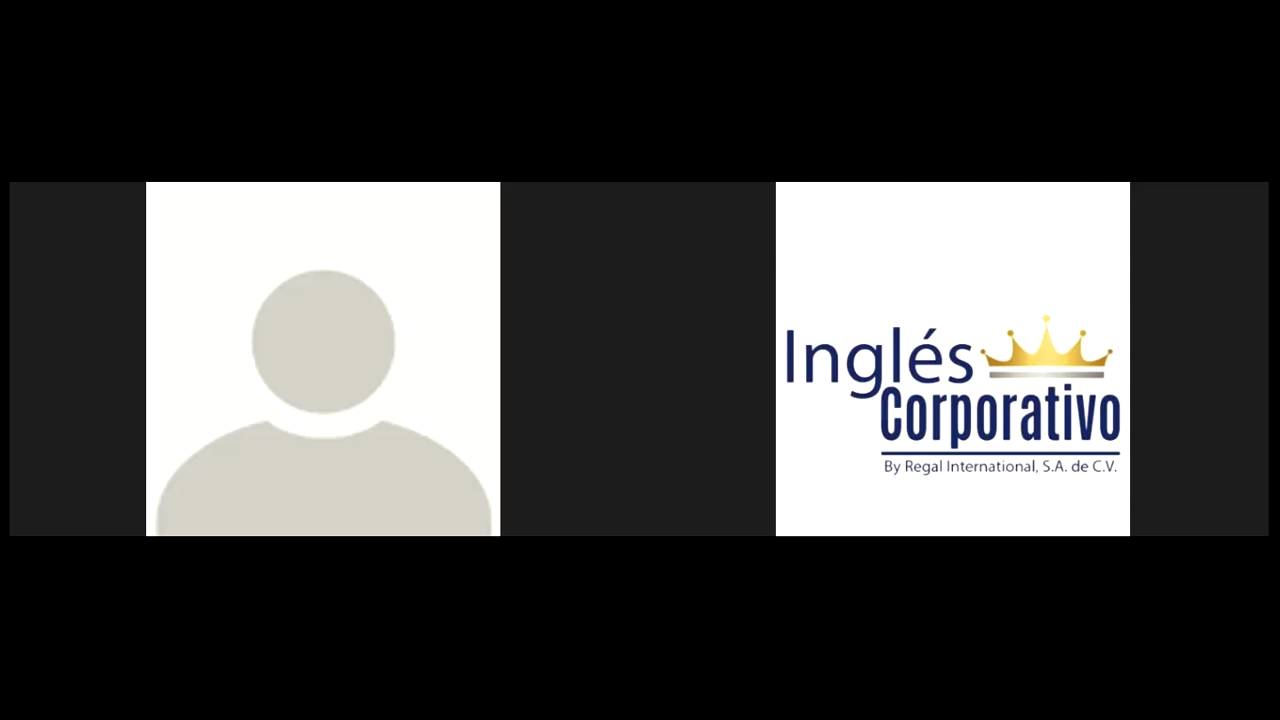 Inglés
Corporativo
By Regal International, S.A. de C.V.